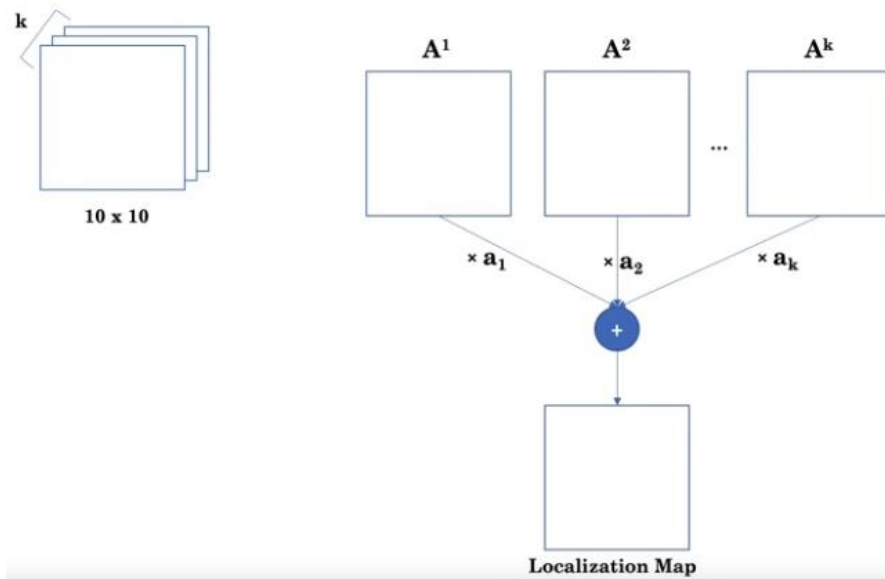 k
10 x 10
A¹ A² Aᵏ
...
× a₁ × a₂ × aₖ
+
Localization Map